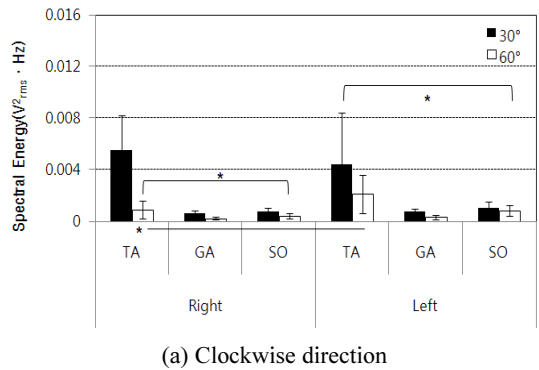 Spectral Energy(V²rms · Hz)
0.016
0.012
0.008
0.004
0
30°
60°
*
*
*
TA GA SO TA GA SO
Right Left
(a) Clockwise direction